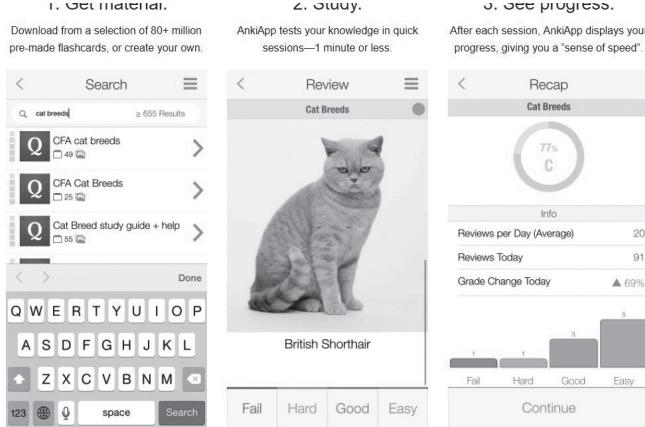 1. Get material.
Download from a selection of 80+ million
pre-made flashcards, or create your own.
Search
cat breeds
≥ 655 Results
Q
CFA cat breeds
49
Q
CFA Cat Breeds
25
Q
Cat Breed study guide + help
55
Done
Q W E R T Y U I O P
A S D F G H J K L
Z X C V B N M
123 space Search
2. Study.
AnkiApp tests your knowledge in quick
sessions—1 minute or less.
Review
Cat Breeds
British Shorthair
Fail Hard Good Easy
3. See progress.
After each session, AnkiApp displays your
progress, giving you a "sense of speed".
Recap
Cat Breeds
77%
C
Info
Reviews per Day (Average) 20
Reviews Today 91
Grade Change Today ▲ 69%
1 1 3 5
Fail Hard Good Easy
Continue